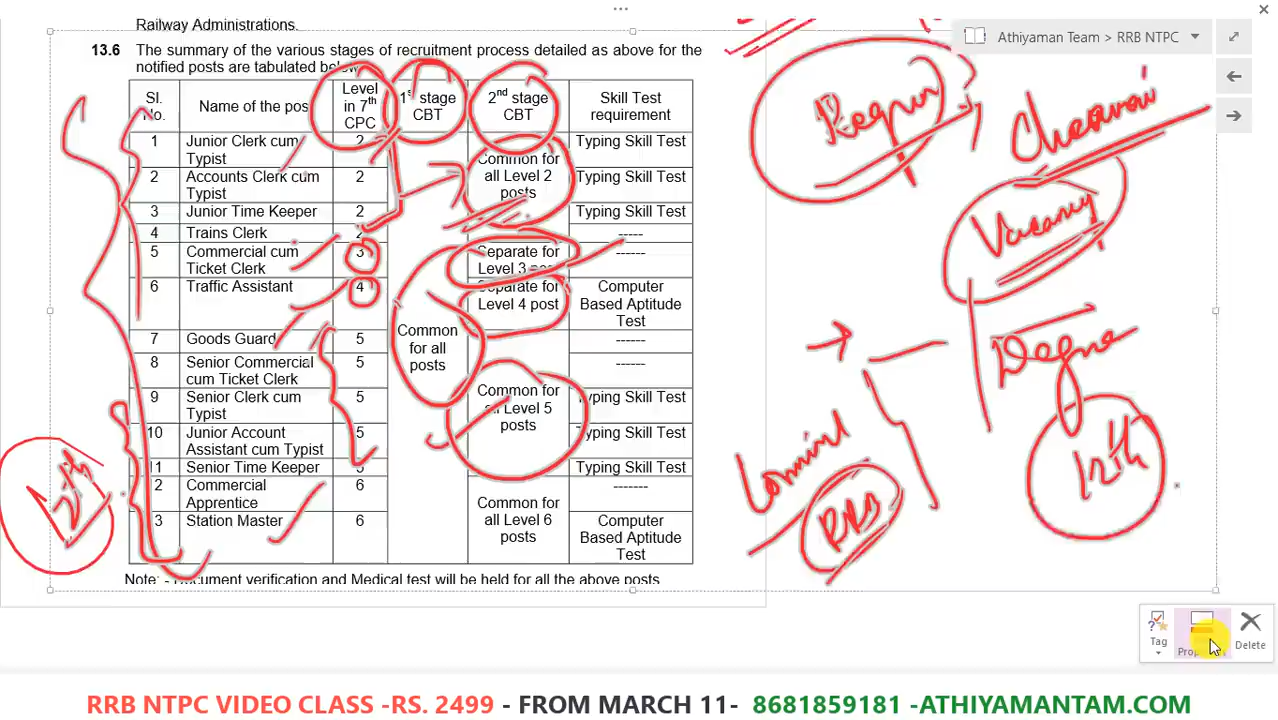 Railway Administrations.
Athiyaman Team > RRB NTPC
13.6 The summary of the various stages of recruitment process detailed as above for the
notified posts are tabulated
Sl. No. Name of the pos Level in 7th CPC 1st stage CBT 2nd stage CBT Skill Test requirement
1 Junior Clerk cum Typist 2 Typing Skill Test
2 Accounts Clerk cum Typist 2 Typing Skill Test
Common for all Level 2 posts
3 Junior Time Keeper 2 Typing Skill Test
4 Trains Clerk 2 -----
5 Commercial cum Ticket Clerk 3 Separate for Level 3 ------
6 Traffic Assistant 4 Separate for Level 4 post Computer Based Aptitude Test
Common for all posts
7 Goods Guard 5 ------
8 Senior Commercial cum Ticket Clerk 5 ------
9 Senior Clerk cum Typist 5 Typing Skill Test
Common for all Level 5 posts
10 Junior Account Assistant cum Typist 5 Typing Skill Test
11 Senior Time Keeper 5 Typing Skill Test
2 Commercial Apprentice 6 -------
Common for all Level 6 posts
3 Station Master 6 Computer Based Aptitude Test
Note: - Document verification and Medical test will be held for all the above posts
Vacancy
Degree
12th
12th
RRB
Tag
Delete
RRB NTPC VIDEO CLASS -RS. 2499 - FROM MARCH 11- 8681859181 -ATHIYAMANTAM.COM